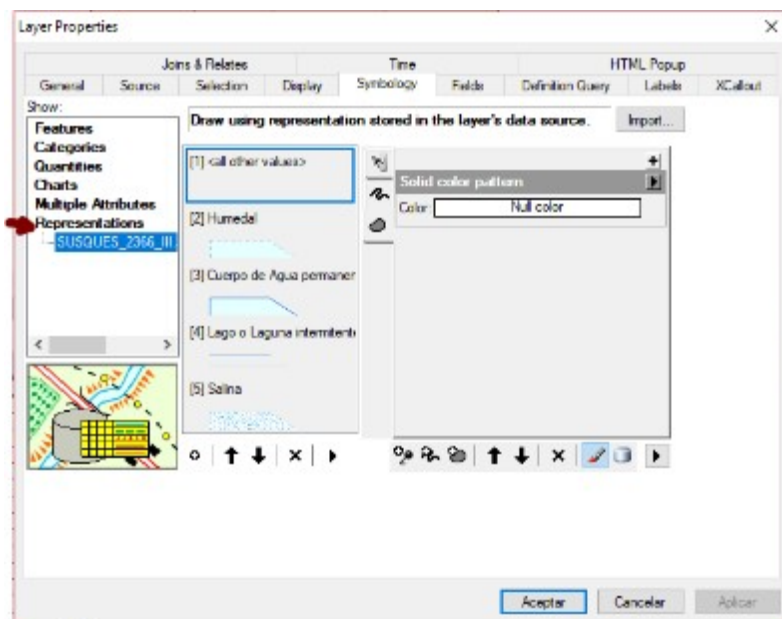 Layer Properties
Joins & Relates Time HTML Popup
General Source Selection Display Symbology Fields Definition Query Labels XCallout
Show:
Features
Categories
Quantities
Charts
Multiple Attributes
Representations
SUSQUES_2366_III
Draw using representation stored in the layer's data source.
Import...
[1] <all other values>
[2] Humedal
[3] Cuerpo de Agua permaner
[4] Lago o Laguna intermitente
[5] Salina
Solid color pattern
Color: Null color
Aceptar Cancelar Aplicar